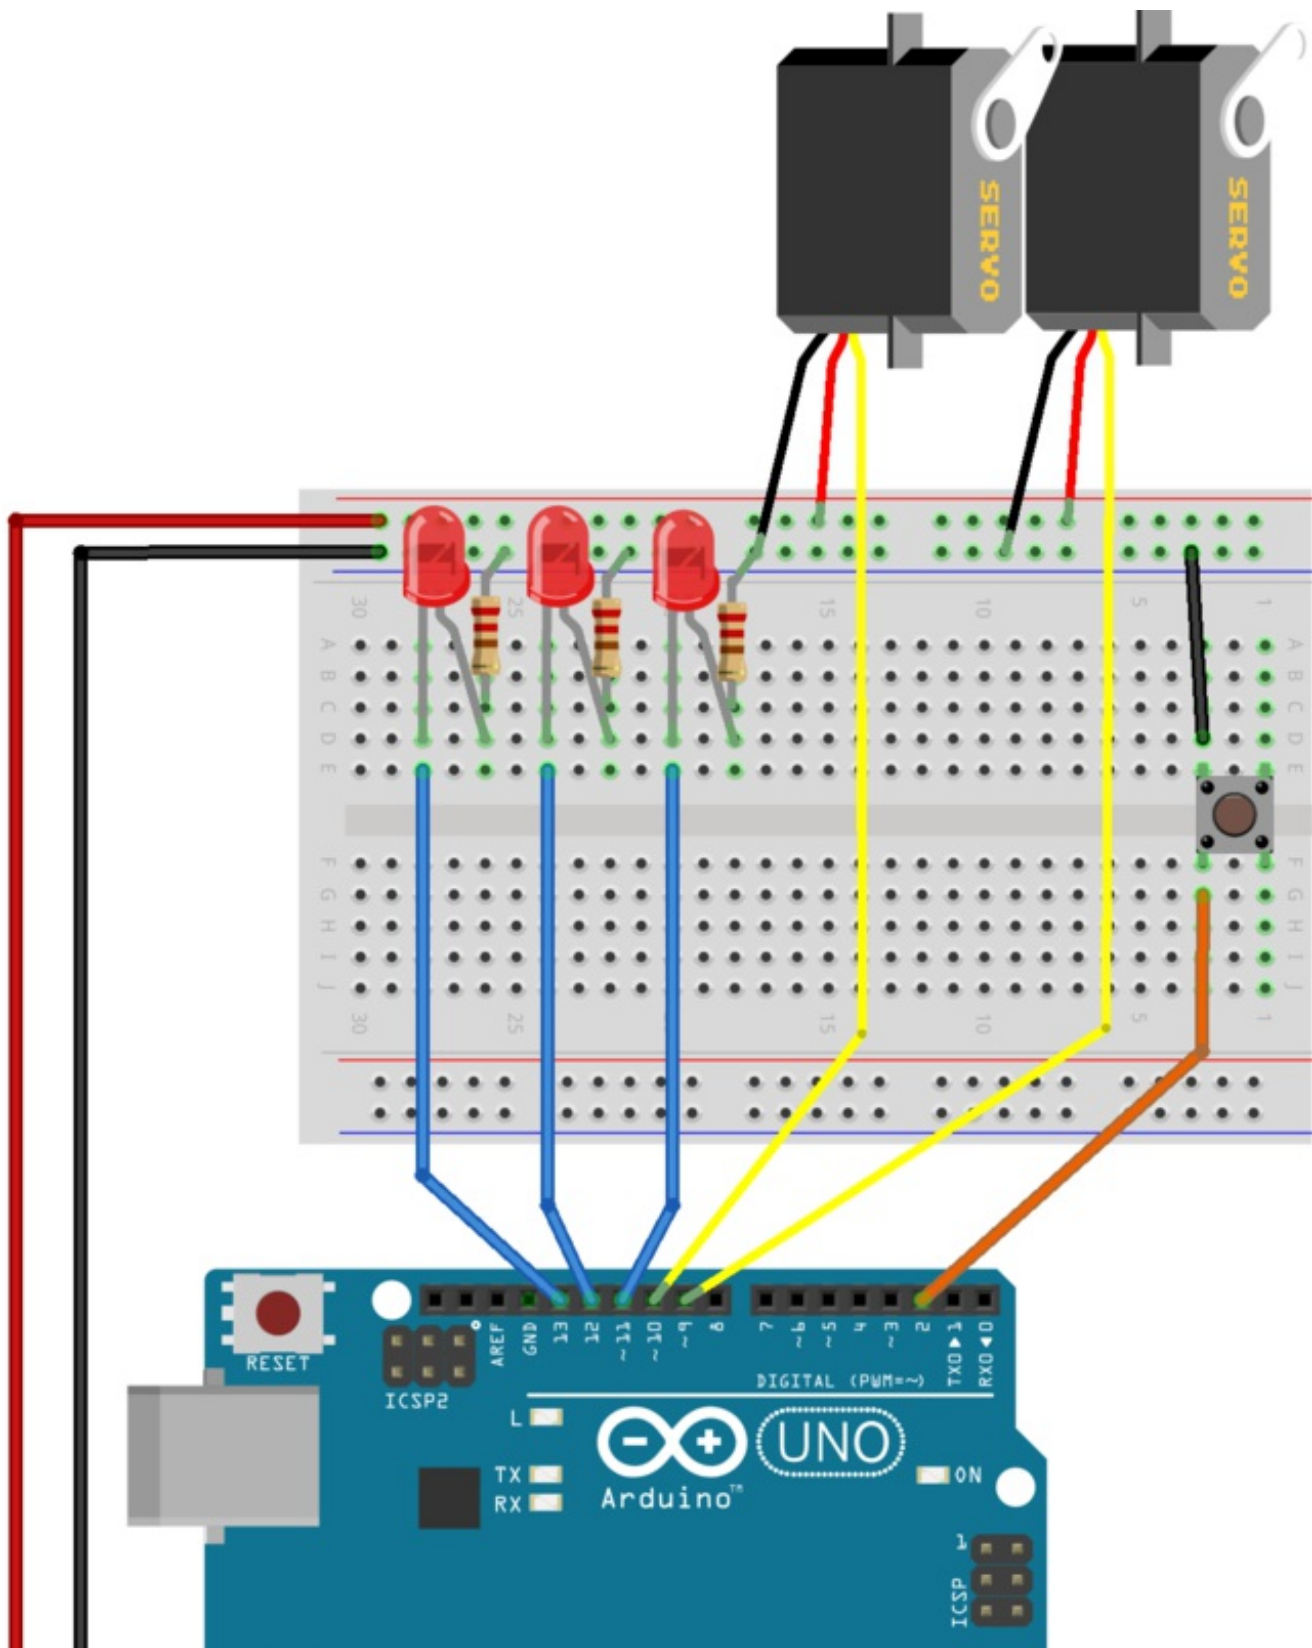 SERVO
SERVO
30
25
15
10
5
1
A
A
B
B
C
C
D
D
E
E
F
F
G
G
H
H
I
I
J
J
30
25
15
10
5
1
RESET
ICSP2
AREF
GND
13
12
~11
~10
~9
8
7
~6
~5
4
~3
2
TX0▶1
RX0◀0
DIGITAL (PWM=~)
L
TX
RX
Arduino™
UNO
ON
1
ICSP